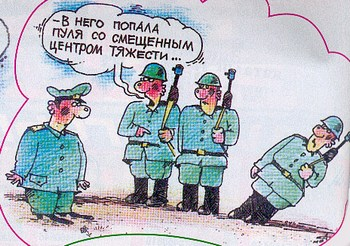 -В НЕГО ПОПАЛА
ПУЛЯ СО СМЕЩЕННЫМ
ЦЕНТРОМ ТЯЖЕСТИ...